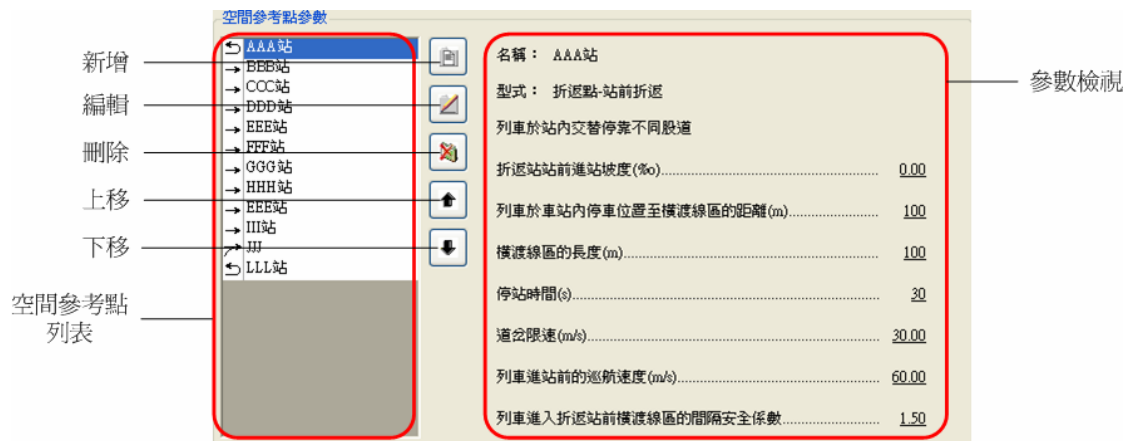 空間參考點參數
新增
編輯
刪除
上移
下移
空間參考點
列表
AAA站
BBB站
CCC站
DDD站
EEE站
FFF站
GGG站
HHH站
EEE站
III站
JJJ
LLL站
名稱： AAA站
型式： 折返點-站前折返
列車於站內交替停靠不同股道
折返站站前進站坡度(‰) 0.00
列車於車站內停車位置至橫渡線區的距離(m) 100
橫渡線區的長度(m) 100
停站時間(s) 30
道岔限速(m/s) 30.00
列車進站前的巡航速度(m/s) 60.00
列車進入折返站前橫渡線區的間隔安全係數 1.50
參數檢視